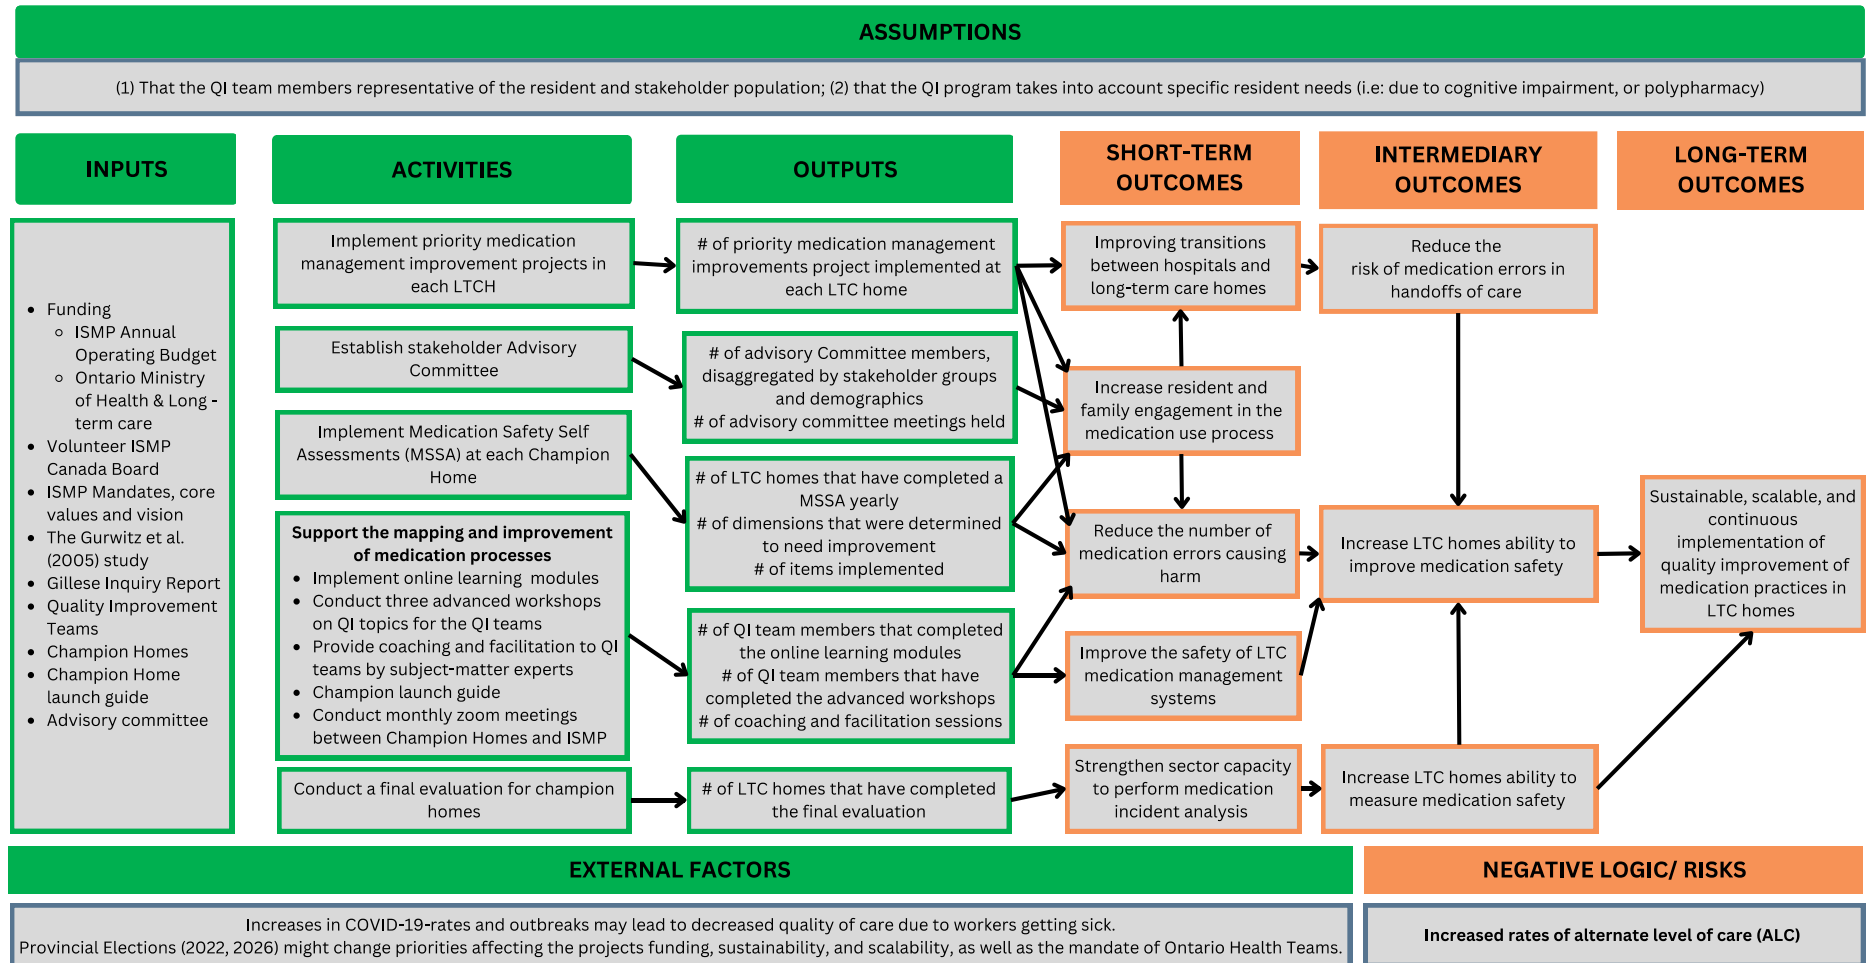 ASSUMPTIONS
(1) That the QI team members representative of the resident and stakeholder population; (2) that the QI program takes into account specific resident needs (i.e: due to cognitive impairment, or polypharmacy)
INPUTS
ACTIVITIES
OUTPUTS
SHORT-TERM
OUTCOMES
INTERMEDIARY
OUTCOMES
LONG-TERM
OUTCOMES
• Funding
○ ISMP Annual
Operating Budget
○ Ontario Ministry
of Health & Long -
term care
• Volunteer ISMP
Canada Board
• ISMP Mandates, core
values and vision
• The Gurwitz et al.
(2005) study
• Gillese Inquiry Report
• Quality Improvement
Teams
• Champion Homes
• Champion Home
launch guide
• Advisory committee
Implement priority medication
management improvement projects in
each LTCH
Establish stakeholder Advisory
Committee
Implement Medication Safety Self
Assessments (MSSA) at each Champion
Home
Support the mapping and improvement
of medication processes
• Implement online learning modules
• Conduct three advanced workshops
on QI topics for the QI teams
• Provide coaching and facilitation to QI
teams by subject-matter experts
• Champion launch guide
• Conduct monthly zoom meetings
between Champion Homes and ISMP
Conduct a final evaluation for champion
homes
# of priority medication management
improvements project implemented at
each LTC home
# of advisory Committee members,
disaggregated by stakeholder groups
and demographics
# of advisory committee meetings held
# of LTC homes that have completed a
MSSA yearly
# of dimensions that were determined
to need improvement
# of items implemented
# of QI team members that completed
the online learning modules
# of QI team members that have
completed the advanced workshops
# of coaching and facilitation sessions
# of LTC homes that have completed
the final evaluation
Improving transitions
between hospitals and
long-term care homes
Increase resident and
family engagement in the
medication use process
Reduce the number of
medication errors causing
harm
Improve the safety of LTC
medication management
systems
Strengthen sector capacity
to perform medication
incident analysis
Reduce the
risk of medication errors in
handoffs of care
Increase LTC homes ability to
improve medication safety
Increase LTC homes ability to
measure medication safety
Sustainable, scalable, and
continuous
implementation of
quality improvement of
medication practices in
LTC homes
EXTERNAL FACTORS
Increases in COVID-19-rates and outbreaks may lead to decreased quality of care due to workers getting sick.
Provincial Elections (2022, 2026) might change priorities affecting the projects funding, sustainability, and scalability, as well as the mandate of Ontario Health Teams.
NEGATIVE LOGIC/ RISKS
Increased rates of alternate level of care (ALC)